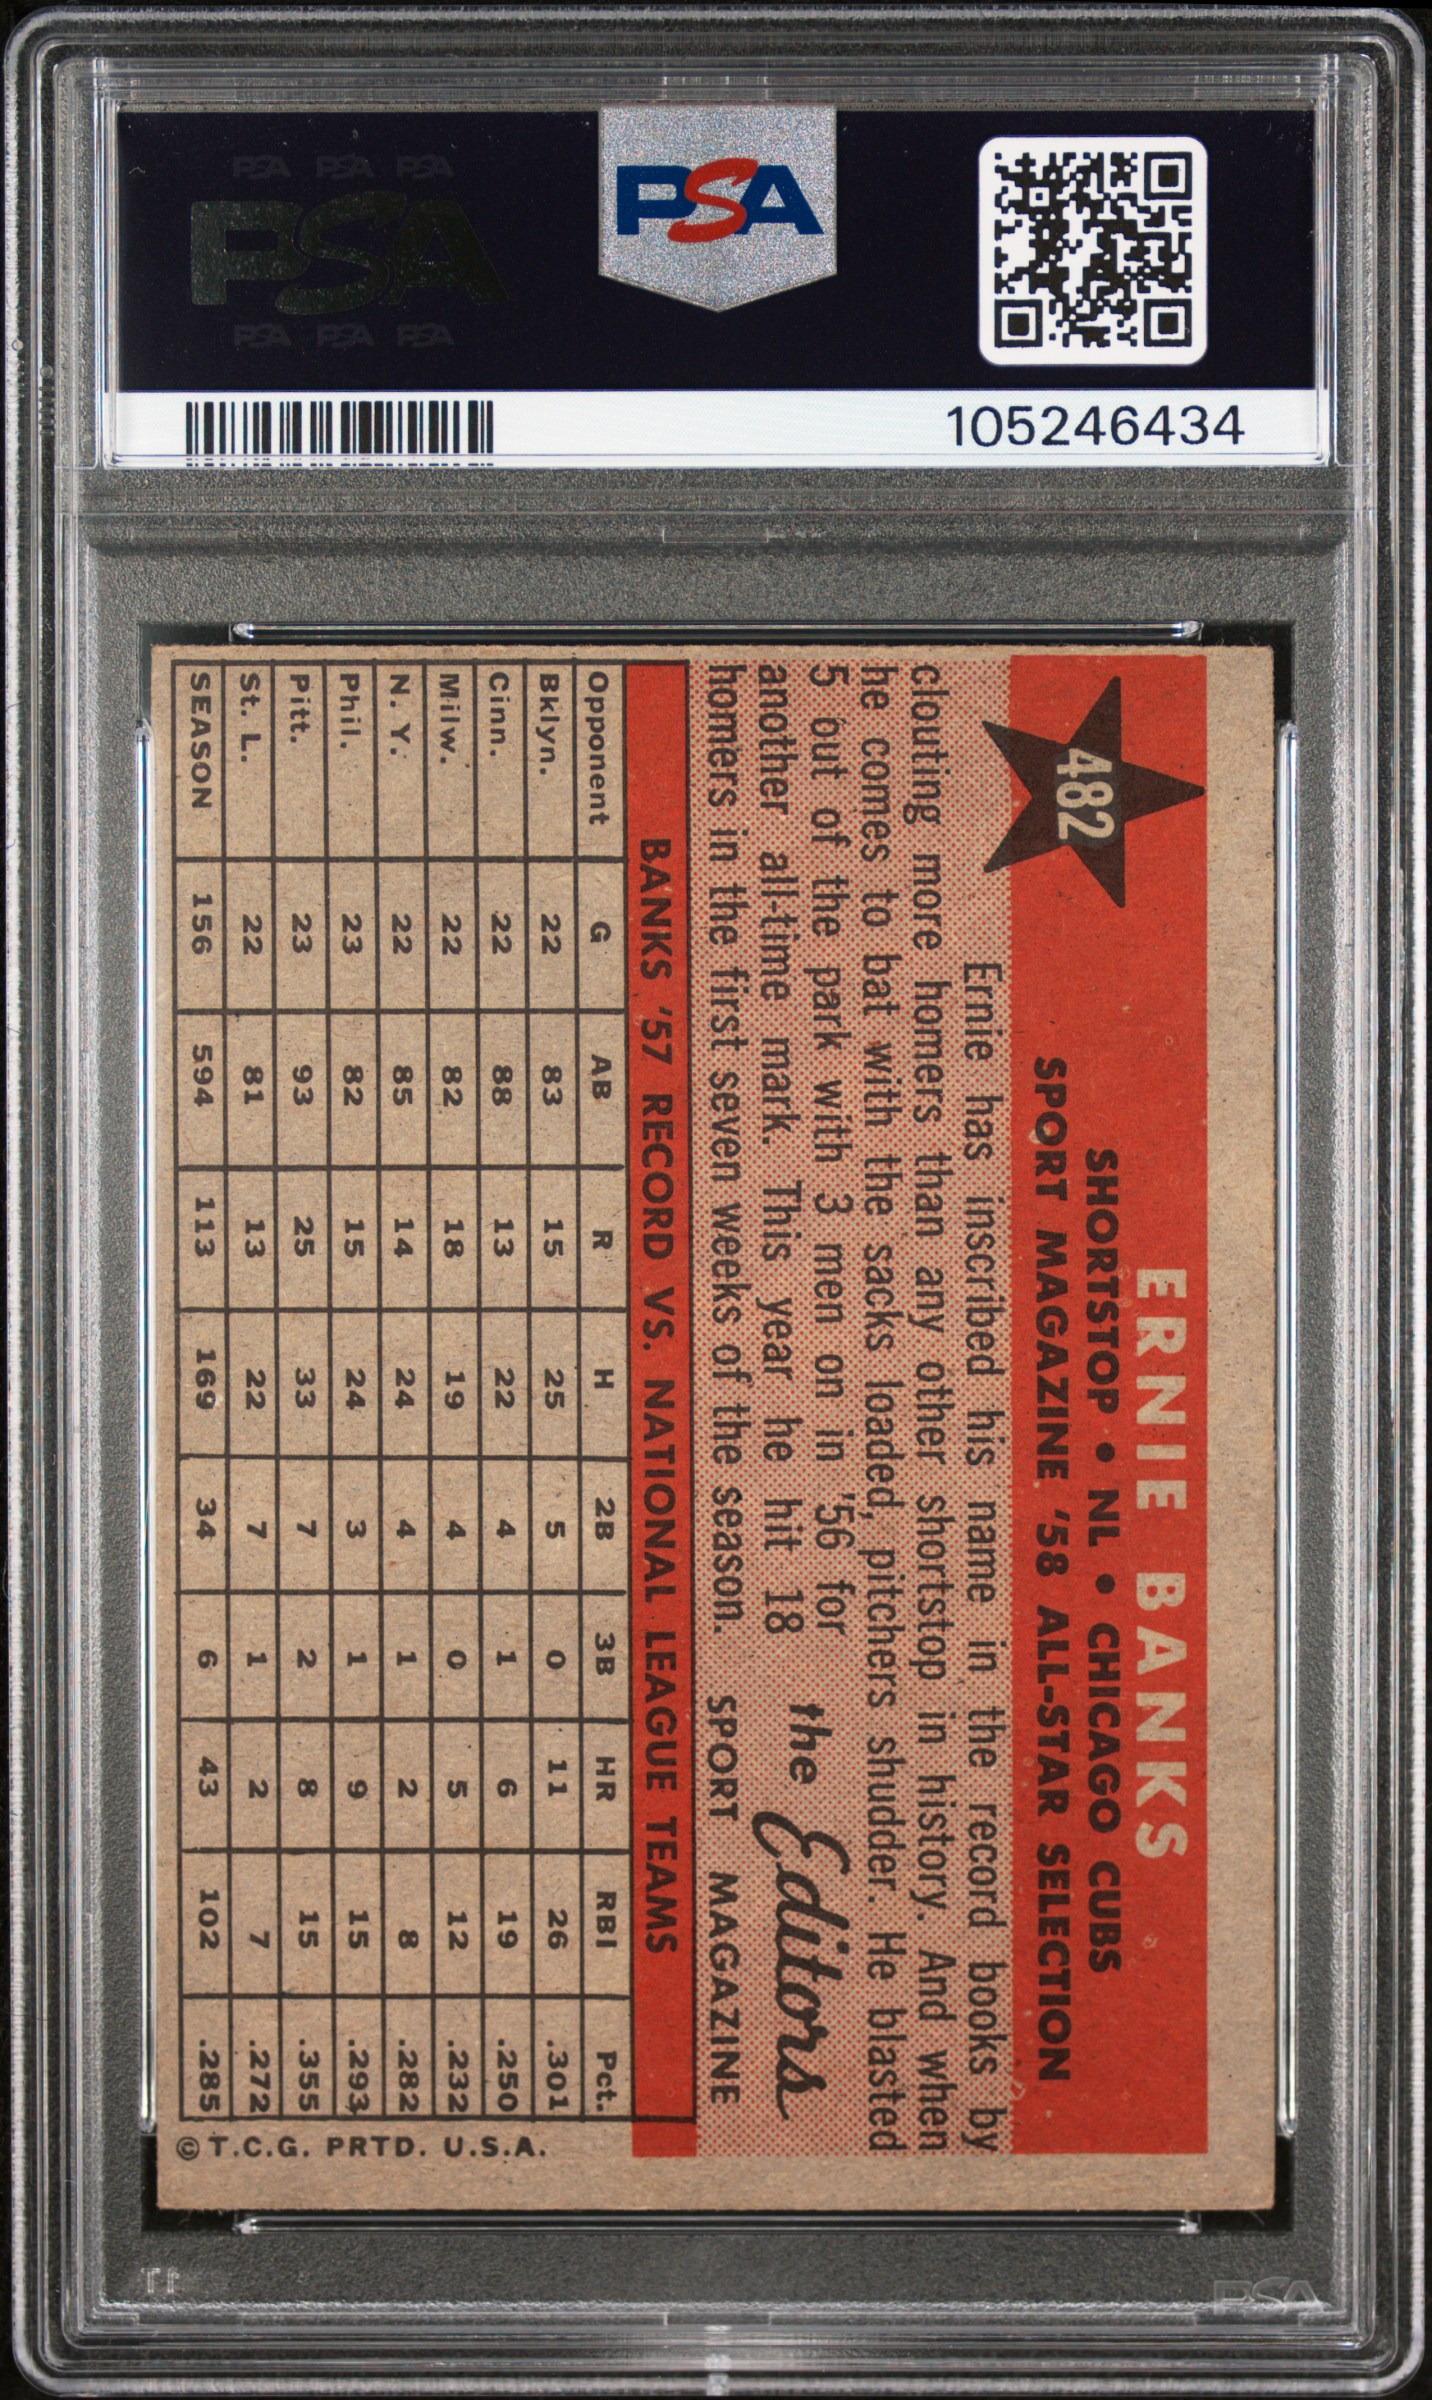 PSA PSA PSA
PSA
PSA PSA PSA
PSA
105246434
482
ERNIE BANKS
SHORTSTOP • NL • CHICAGO CUBS
SPORT MAGAZINE '58 ALL-STAR SELECTION
Ernie has inscribed his name in the record books by
clouting more homers than any other shortstop in history. And when
he comes to bat with the sacks loaded, pitchers shudder. He blasted
5 out of the park with 3 men on in '56 for
another all-time mark. This year he hit 18
homers in the first seven weeks of the season.
the Editors
SPORT MAGAZINE
BANKS '57 RECORD VS. NATIONAL LEAGUE TEAMS
Opponent G AB R H 2B 3B HR RBI Pct.
Bklyn. 22 83 15 25 5 0 11 26 .301
Cinn. 22 88 13 22 4 1 6 19 .250
Milw. 22 82 18 19 4 0 5 12 .232
N. Y. 22 85 14 24 4 1 2 8 .282
Phil. 23 82 15 24 3 1 9 15 .293
Pitt. 23 93 25 33 7 2 8 15 .355
St. L. 22 81 13 22 7 1 2 7 .272
SEASON 156 594 113 169 34 6 43 102 .285
© T.C.G. PRTD. U.S.A.
PSA